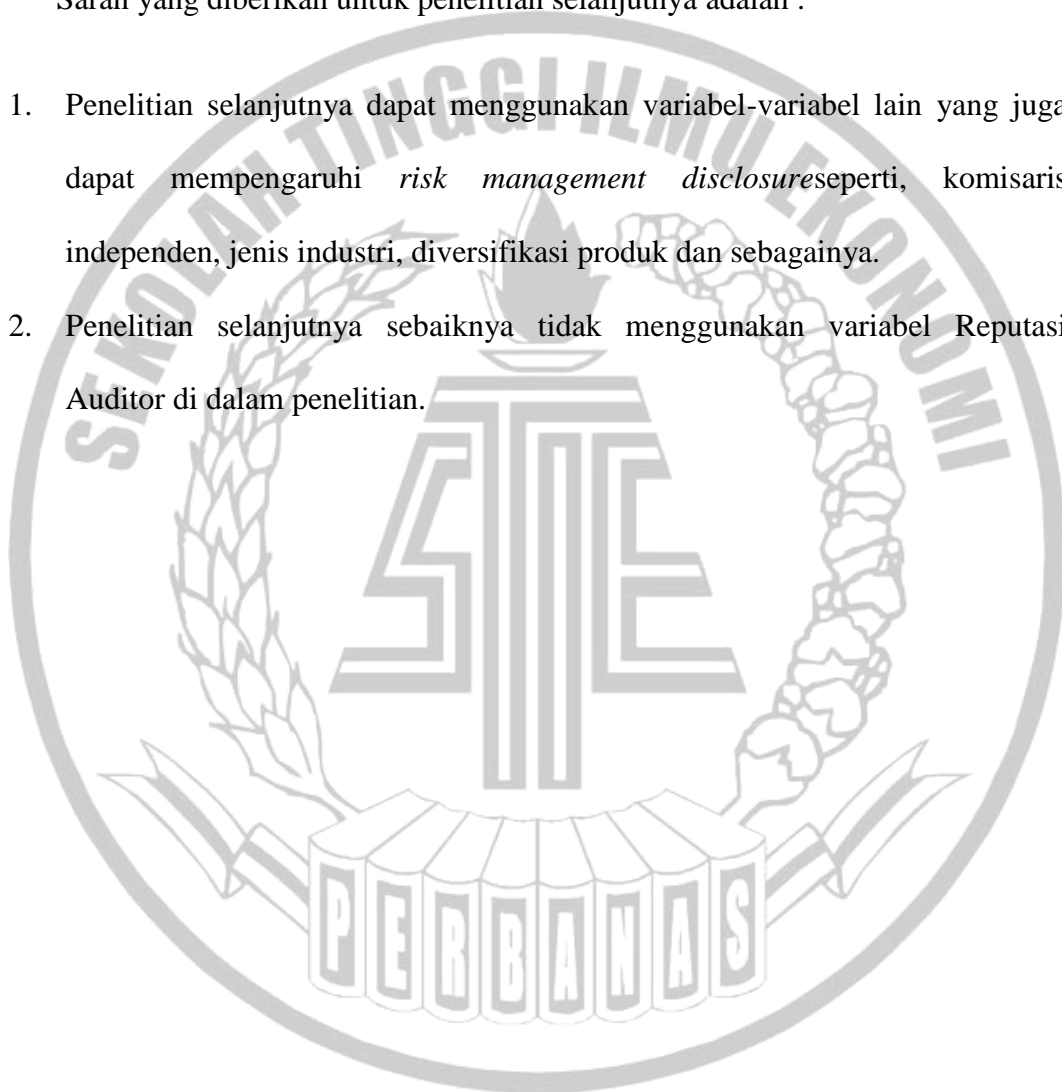 Saran yang diberikan untuk penelitian selanjutnya adalah :
1. Penelitian selanjutnya dapat menggunakan variabel-variabel lain yang juga
dapat mempengaruhi risk management disclosureseperti, komisaris
independen, jenis industri, diversifikasi produk dan sebagainya.
2. Penelitian selanjutnya sebaiknya tidak menggunakan variabel Reputasi
Auditor di dalam penelitian.
SEKOLAH TINGGI ILMU EKONOMI
STIE
PERBANAS